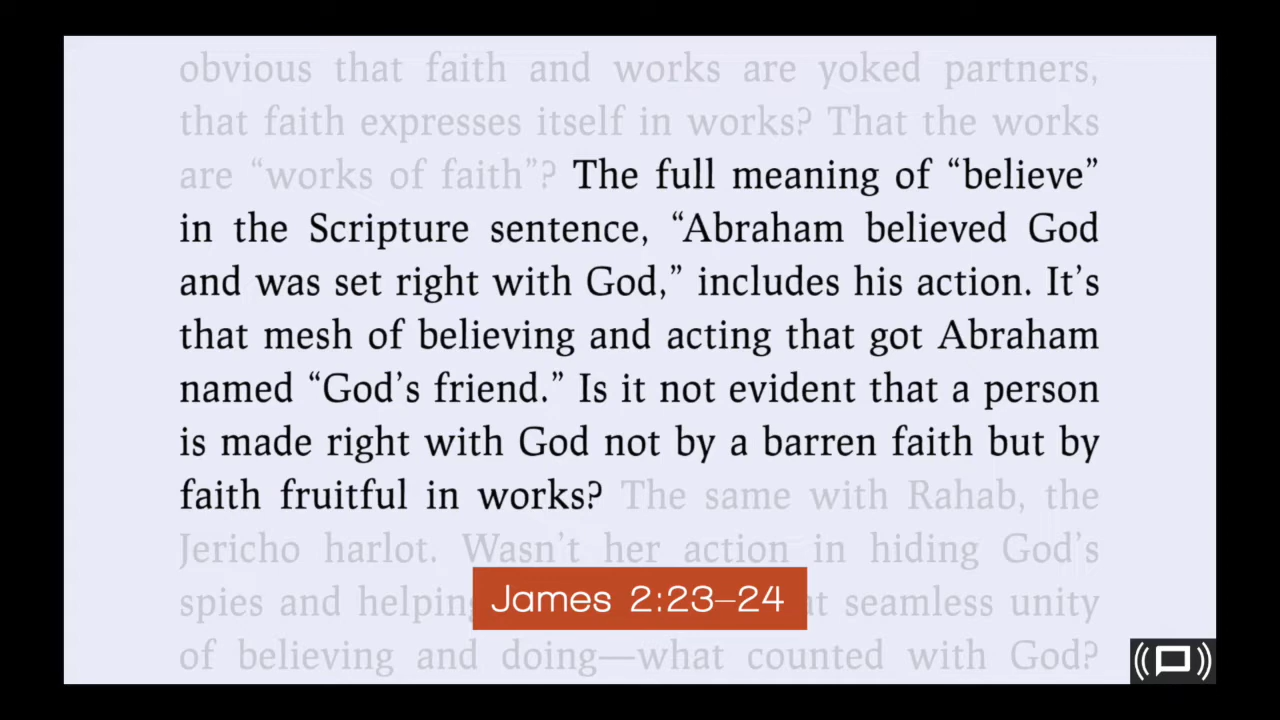 obvious that faith and works are yoked partners,
that faith expresses itself in works? That the works
are “works of faith”? The full meaning of “believe”
in the Scripture sentence, “Abraham believed God
and was set right with God,” includes his action. It’s
that mesh of believing and acting that got Abraham
named “God’s friend.” Is it not evident that a person
is made right with God not by a barren faith but by
faith fruitful in works? The same with Rahab, the
Jericho harlot. Wasn’t her action in hiding God’s
spies and helping seamless unity
James 2:23–24
of believing and doing—what counted with God?